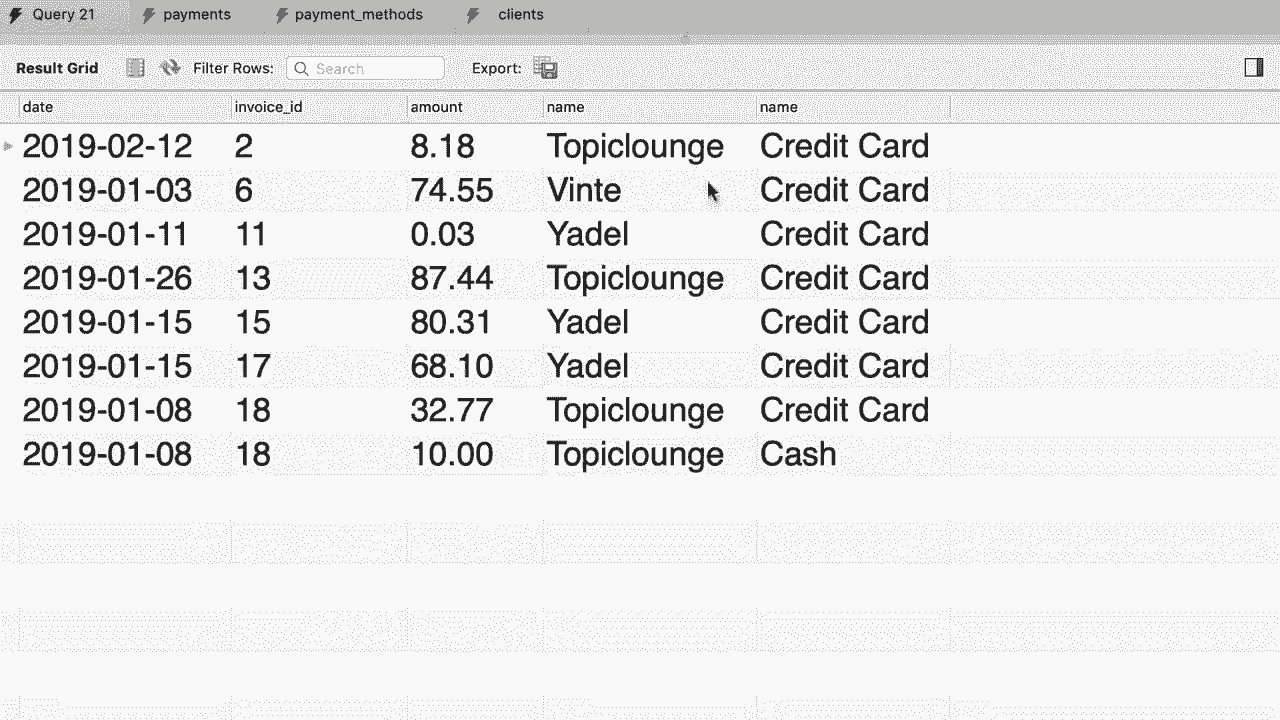 Query 21 payments payment_methods clients
Result Grid Filter Rows: Search Export:
date invoice_id amount name name
2019-02-12 2 8.18 Topiclounge Credit Card
2019-01-03 6 74.55 Vinte Credit Card
2019-01-11 11 0.03 Yadel Credit Card
2019-01-26 13 87.44 Topiclounge Credit Card
2019-01-15 15 80.31 Yadel Credit Card
2019-01-15 17 68.10 Yadel Credit Card
2019-01-08 18 32.77 Topiclounge Credit Card
2019-01-08 18 10.00 Topiclounge Cash